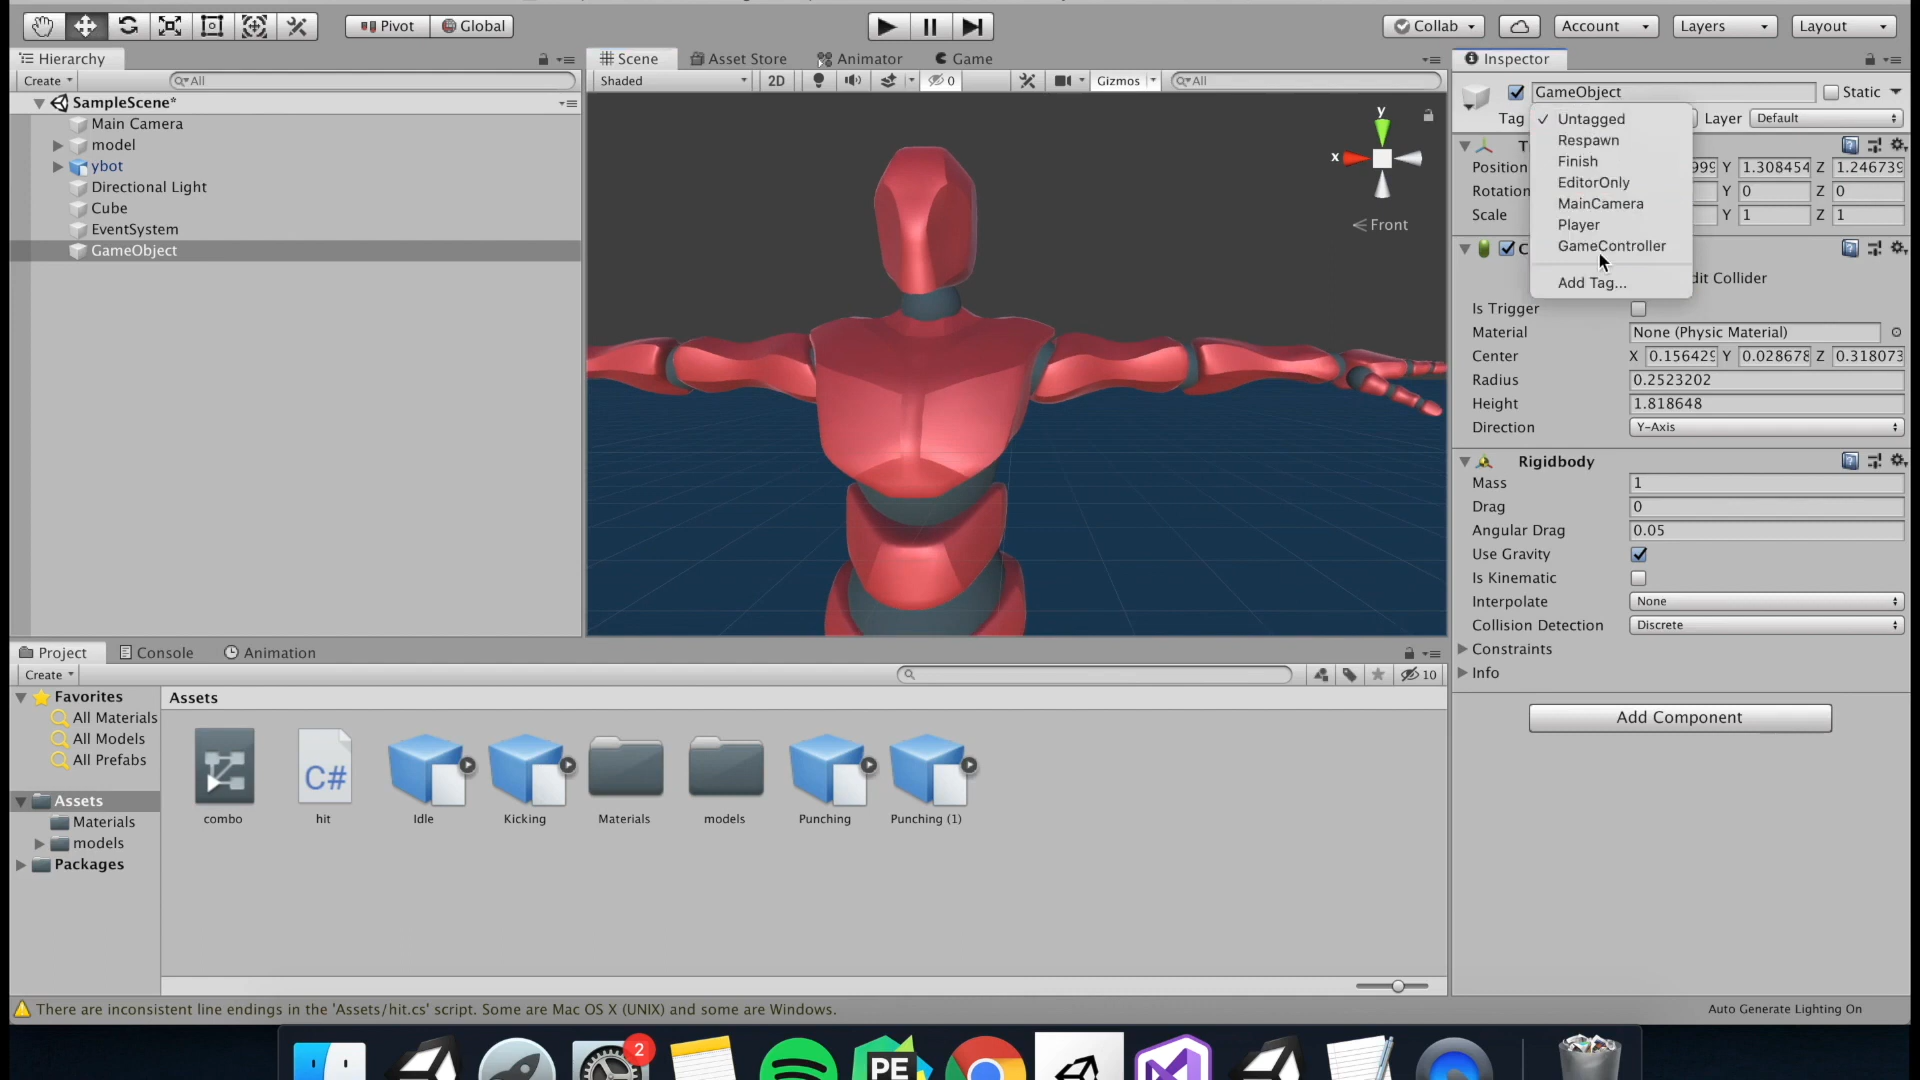 Pivot Global Collab Account Layers Layout
Hierarchy Scene Asset Store Animator Game Inspector
Create All Shaded 2D 0 Gizmos All
SampleScene* GameObject Static
Main Camera Tag Untagged Layer Default
model Respawn
ybot Finish Position 999 Y 1.308454 Z 1.246739
Directional Light EditorOnly Rotation Y 0 Z 0
Cube MainCamera Scale Y 1 Z 1
EventSystem Player
GameObject GameController
y
x
Front
Add Tag...
Is Trigger
Material None (Physic Material)
Center X 0.156429 Y 0.028678 Z 0.318073
Radius 0.2523202
Height 1.818648
Direction Y-Axis
Rigidbody
Mass 1
Drag 0
Angular Drag 0.05
Use Gravity
Is Kinematic
Interpolate None
Collision Detection Discrete
Constraints
Info
Add Component
Project Console Animation
Create 10
Favorites Assets
All Materials
All Models
All Prefabs
Assets
Materials
models
Packages
C#
combo hit Idle Kicking Materials models Punching Punching (1)
There are inconsistent line endings in the 'Assets/hit.cs' script. Some are Mac OS X (UNIX) and some are Windows.
Auto Generate Lighting On
2
PE